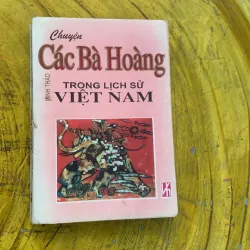 Chuyện
Các Bà Hoàng
TRONG LỊCH SỬ
VIỆT NAM